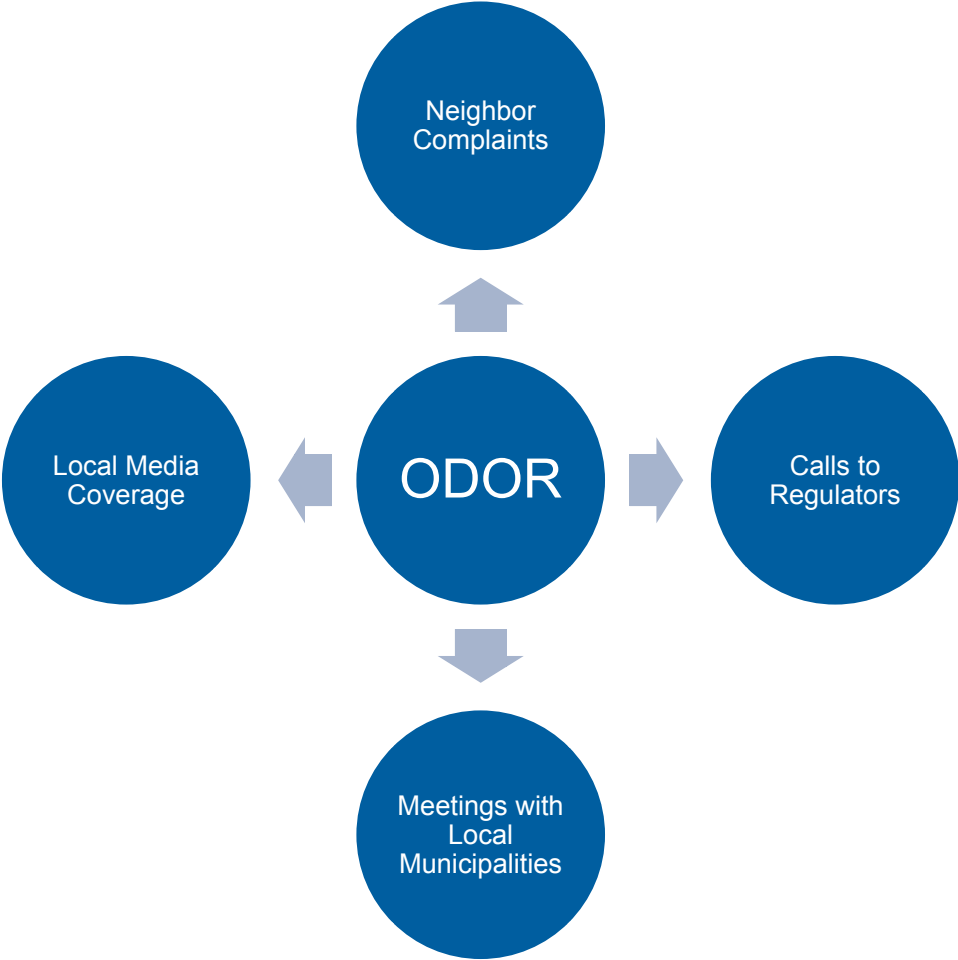 Neighbor
Complaints
Local Media
Coverage
ODOR
Calls to
Regulators
Meetings with
Local
Municipalities